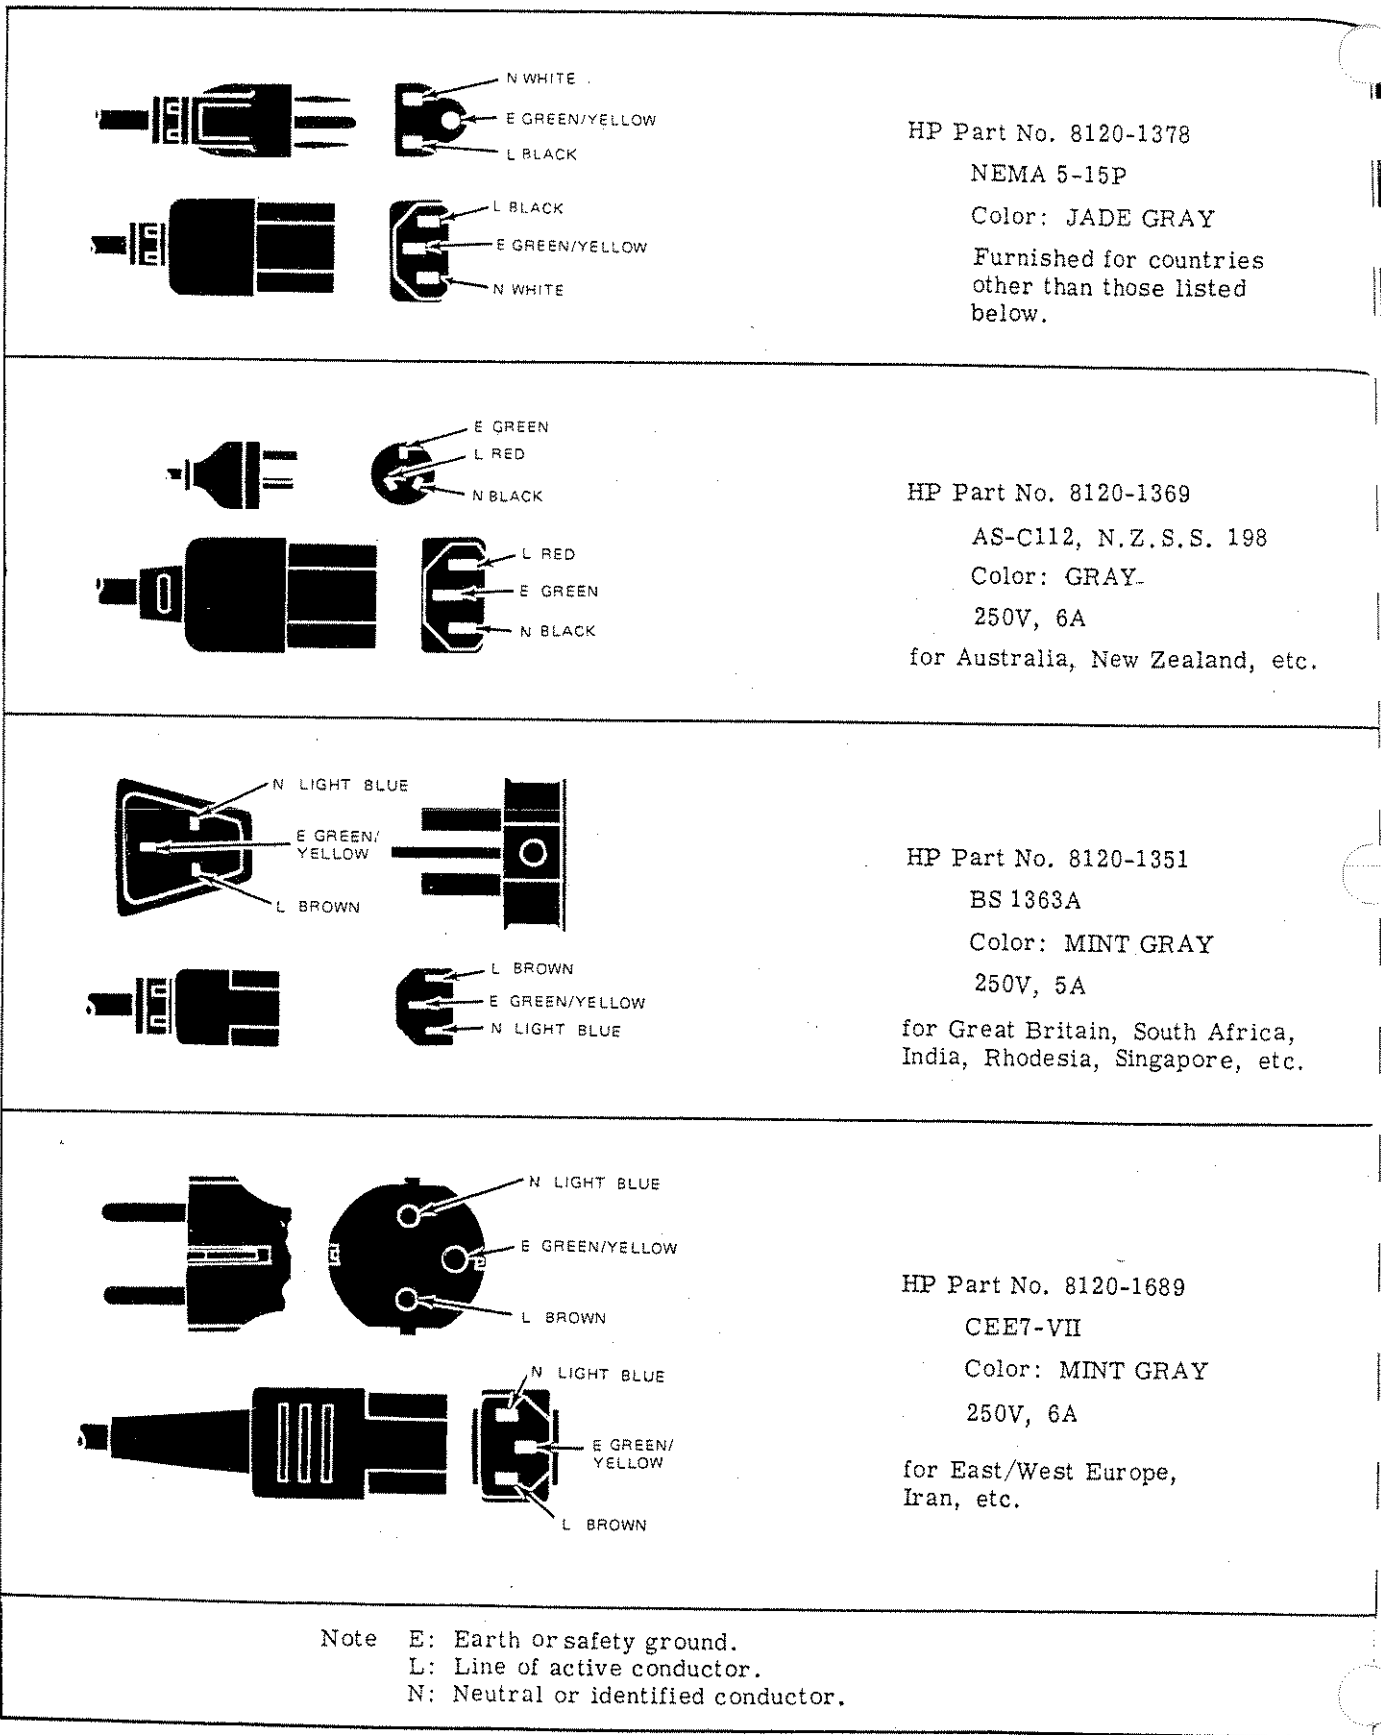 N WHITE
E GREEN/YELLOW
L BLACK
L BLACK
E GREEN/YELLOW
N WHITE
HP Part No. 8120-1378
NEMA 5-15P
Color: JADE GRAY
Furnished for countries
other than those listed
below.
E GREEN
L RED
N BLACK
L RED
E GREEN
N BLACK
HP Part No. 8120-1369
AS-C112, N.Z.S.S. 198
Color: GRAY
250V, 6A
for Australia, New Zealand, etc.
N LIGHT BLUE
E GREEN/
YELLOW
L BROWN
L BROWN
E GREEN/YELLOW
N LIGHT BLUE
HP Part No. 8120-1351
BS 1363A
Color: MINT GRAY
250V, 5A
for Great Britain, South Africa,
India, Rhodesia, Singapore, etc.
N LIGHT BLUE
E GREEN/YELLOW
L BROWN
N LIGHT BLUE
E GREEN/
YELLOW
L BROWN
HP Part No. 8120-1689
CEE7-VII
Color: MINT GRAY
250V, 6A
for East/West Europe,
Iran, etc.
Note E: Earth or safety ground.
L: Line of active conductor.
N: Neutral or identified conductor.